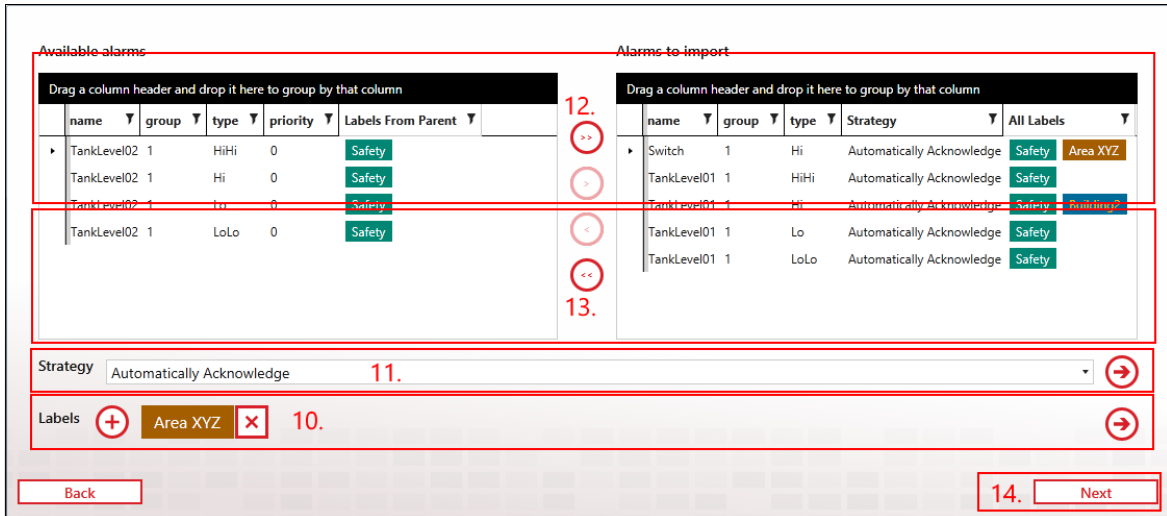 Available alarms
Alarms to import
Drag a column header and drop it here to group by that column
Drag a column header and drop it here to group by that column
12.
name group type priority Labels From Parent
name group type Strategy All Labels
>>
TankLevel02 1 HiHi 0 Safety
Switch 1 Hi Automatically Acknowledge Safety Area XYZ
TankLevel02 1 Hi 0 Safety
>
TankLevel01 1 HiHi Automatically Acknowledge Safety
TankLevel02 1 Lo 0 Safety
TankLevel01 1 Hi Automatically Acknowledge Safety Building2
TankLevel02 1 LoLo 0 Safety
<
TankLevel01 1 Lo Automatically Acknowledge Safety
TankLevel01 1 LoLo Automatically Acknowledge Safety
<<
13.
Strategy Automatically Acknowledge 11.
Labels Area XYZ 10.
Back
14. Next